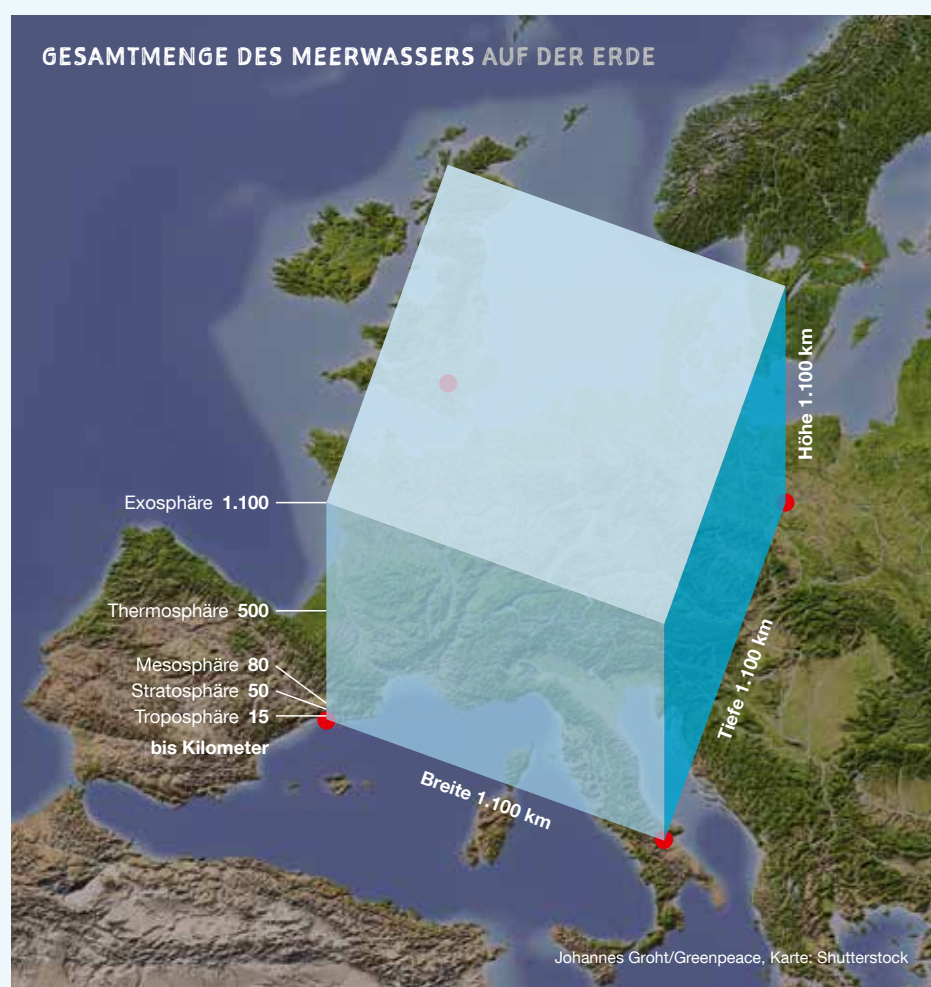 GESAMTMENGE DES MEERWASSERS AUF DER ERDE
Höhe 1.100 km
Exosphäre 1.100
Thermosphäre 500
Mesosphäre 80
Stratosphäre 50
Troposphäre 15
bis Kilometer
Tiefe 1.100 km
Breite 1.100 km
Johannes Groht/Greenpeace, Karte: Shutterstock